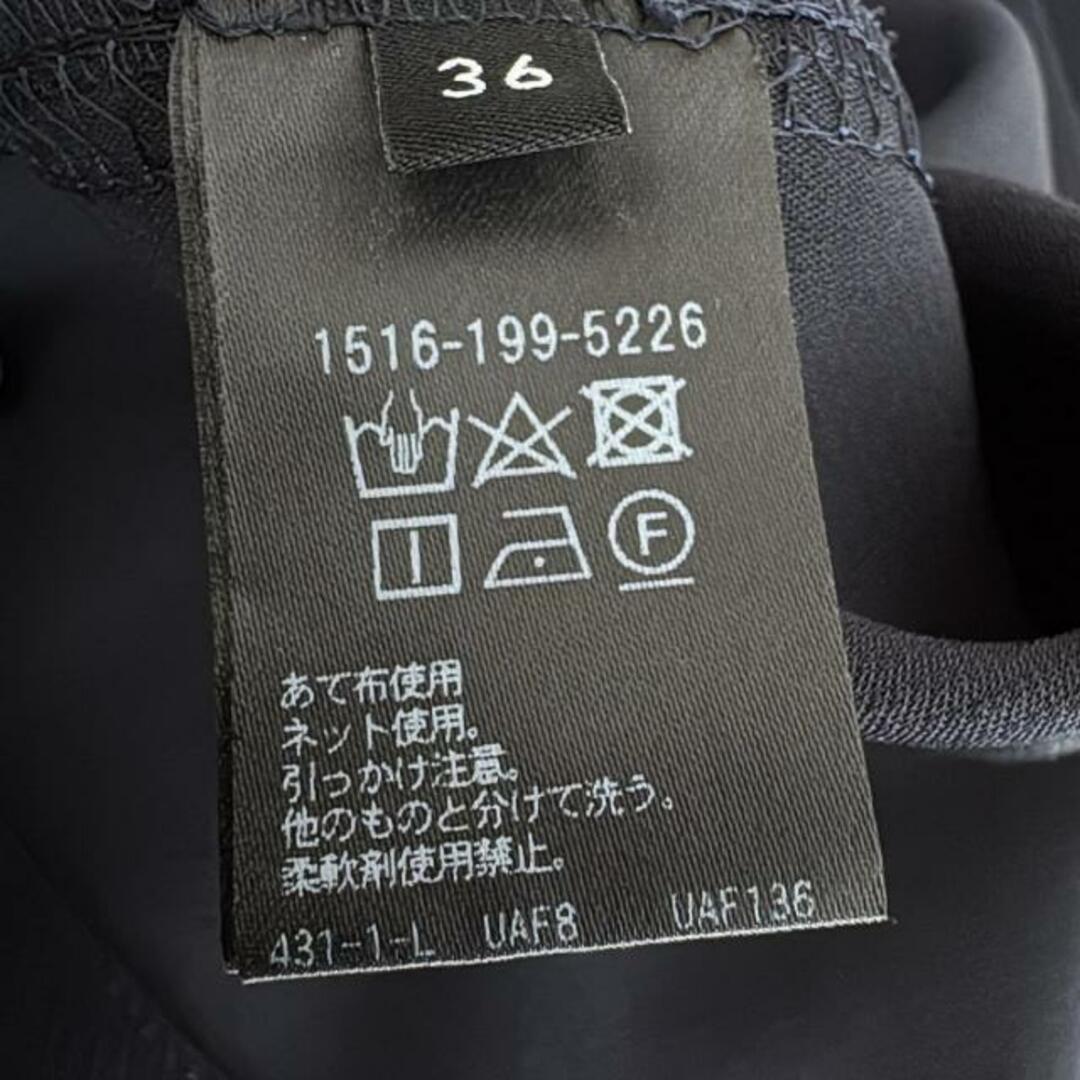 36
1516-199-5226
F
あて布使用
ネット使用。
引っかけ注意。
他のものと分けて洗う。
柔軟剤使用禁止。
431-1-L UAF8 UAF136